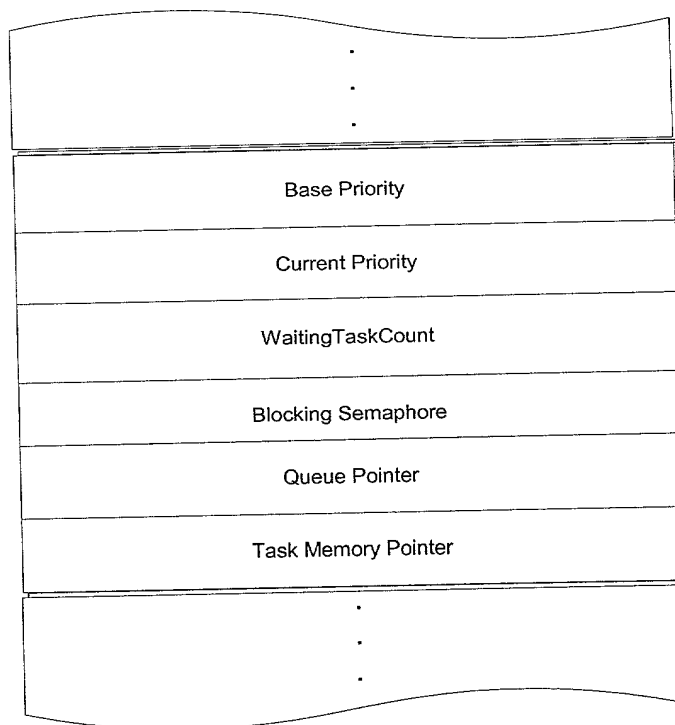 Base Priority
Current Priority
WaitingTaskCount
Blocking Semaphore
Queue Pointer
Task Memory Pointer